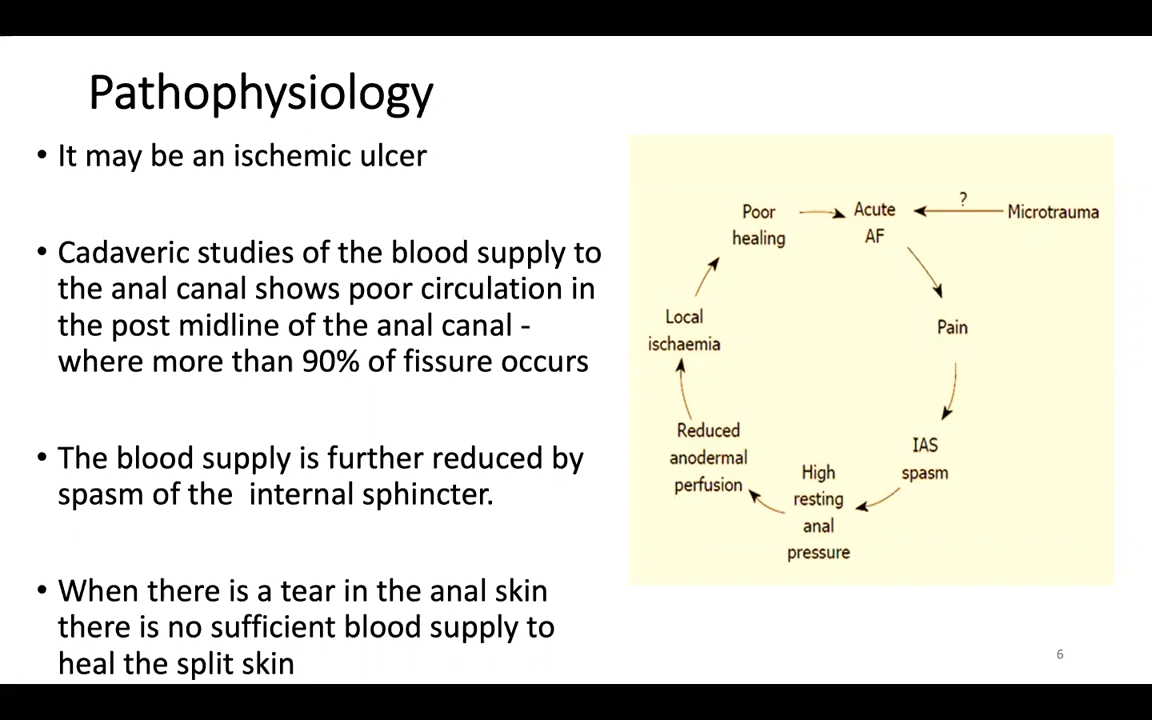 Pathophysiology
• It may be an ischemic ulcer
• Cadaveric studies of the blood supply to
the anal canal shows poor circulation in
the post midline of the anal canal -
where more than 90% of fissure occurs
• The blood supply is further reduced by
spasm of the  internal sphincter.
• When there is a tear in the anal skin
there is no sufficient blood supply to
heal the split skin
Poor
healing
Acute
AF
?
Microtrauma
Pain
IAS
spasm
High
resting
anal
pressure
Reduced
anodermal
perfusion
Local
ischaemia
6